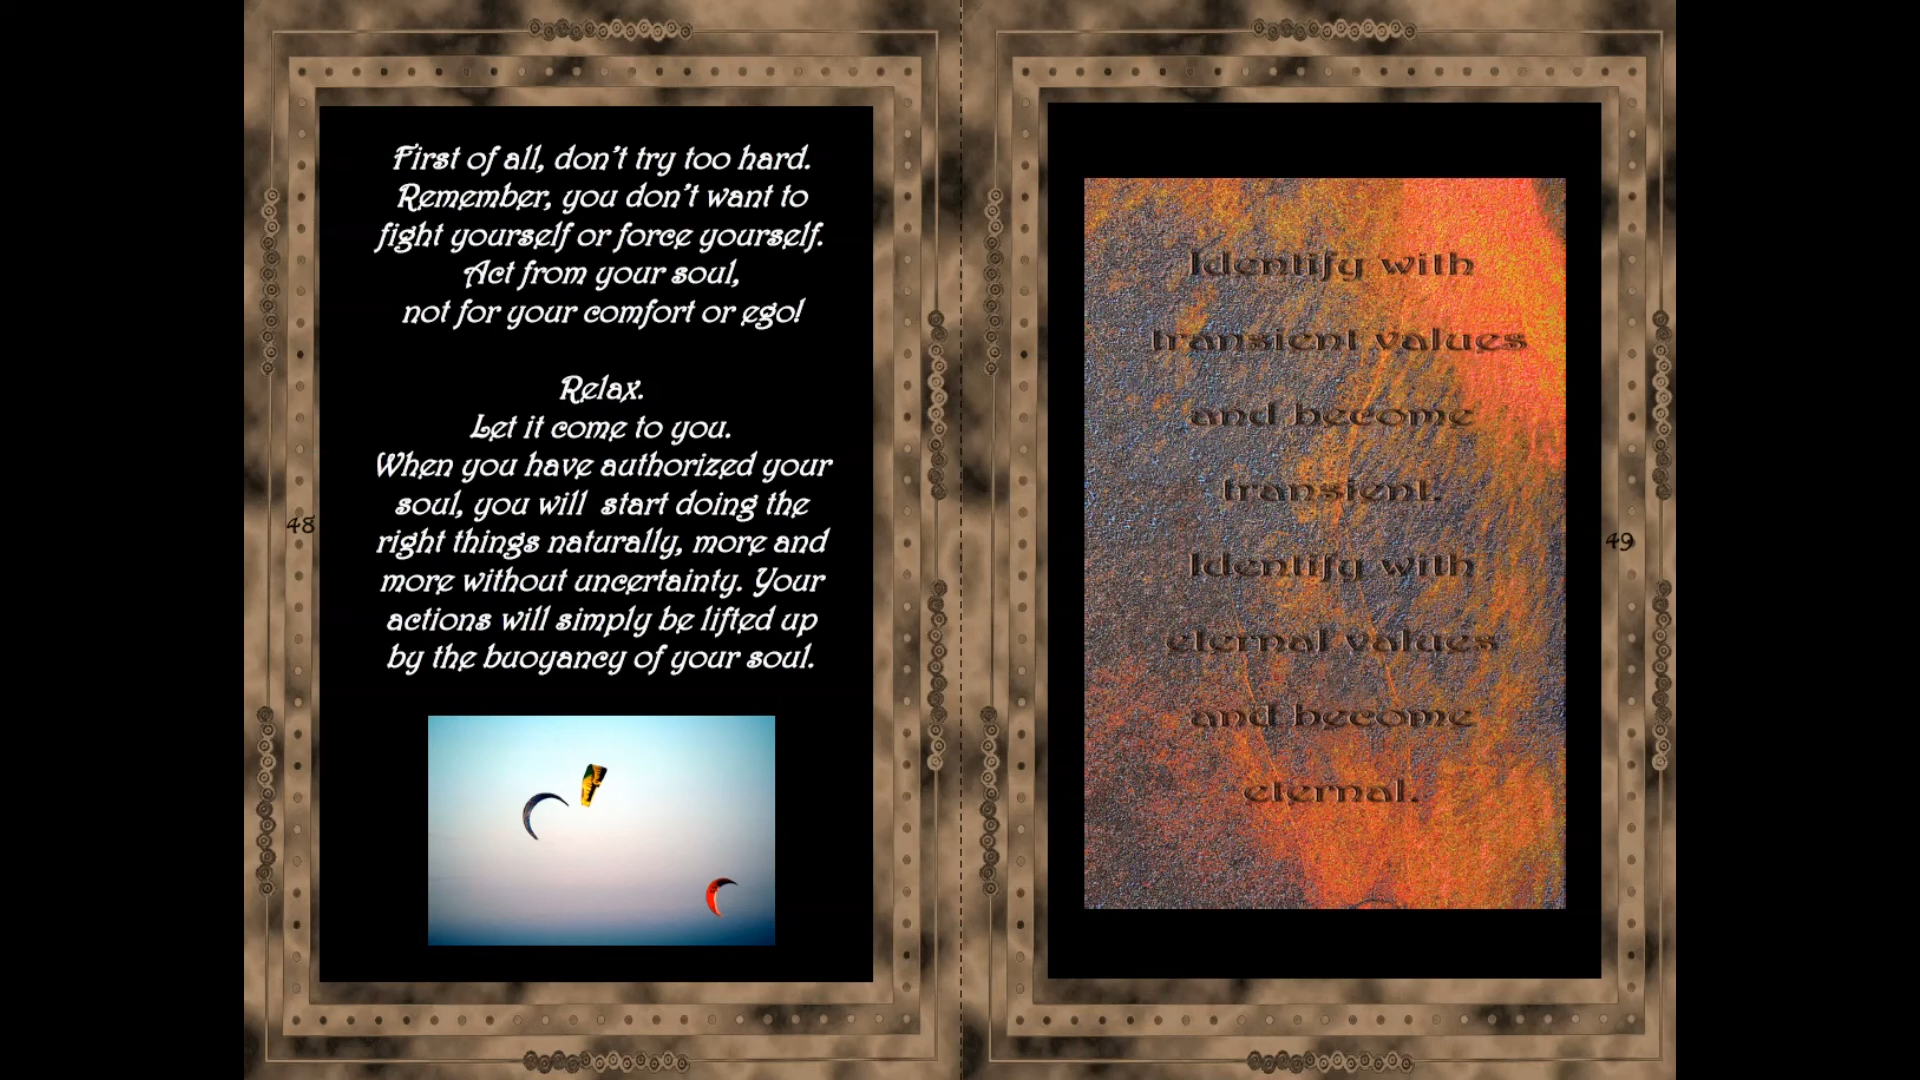 First of all, don't try too hard.
Remember, you don't want to
fight yourself or force yourself.
Act from your soul,
not for your comfort or ego!
Relax.
Let it come to you.
When you have authorized your
soul, you will start doing the
right things naturally, more and
more without uncertainty. Your
actions will simply be lifted up
by the buoyancy of your soul.
48
Identify with
transient values
and become
transient.
Identify with
eternal values
and become
eternal.
49